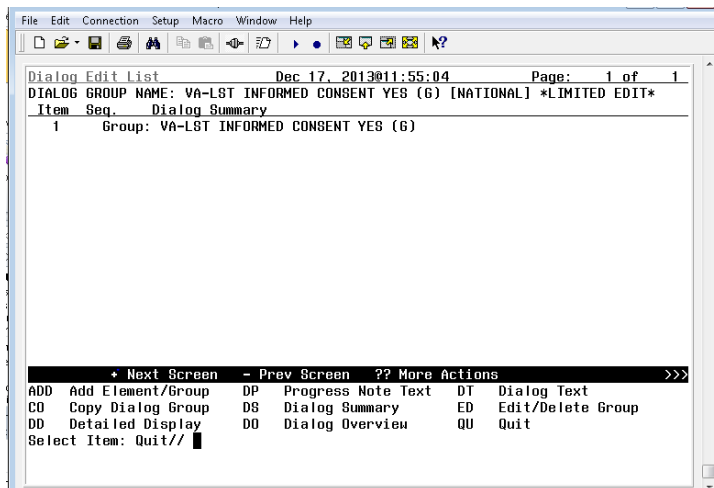 File Edit Connection Setup Macro Window Help
Dialog Edit List Dec 17, 2013@11:55:04 Page: 1 of 1
DIALOG GROUP NAME: VA-LST INFORMED CONSENT YES (G) [NATIONAL] *LIMITED EDIT*
Item Seq. Dialog Summary
1 Group: VA-LST INFORMED CONSENT YES (G)
+ Next Screen - Prev Screen ?? More Actions >>>
ADD Add Element/Group DP Progress Note Text DT Dialog Text
CO Copy Dialog Group DS Dialog Summary ED Edit/Delete Group
DD Detailed Display DO Dialog Overview QU Quit
Select Item: Quit//